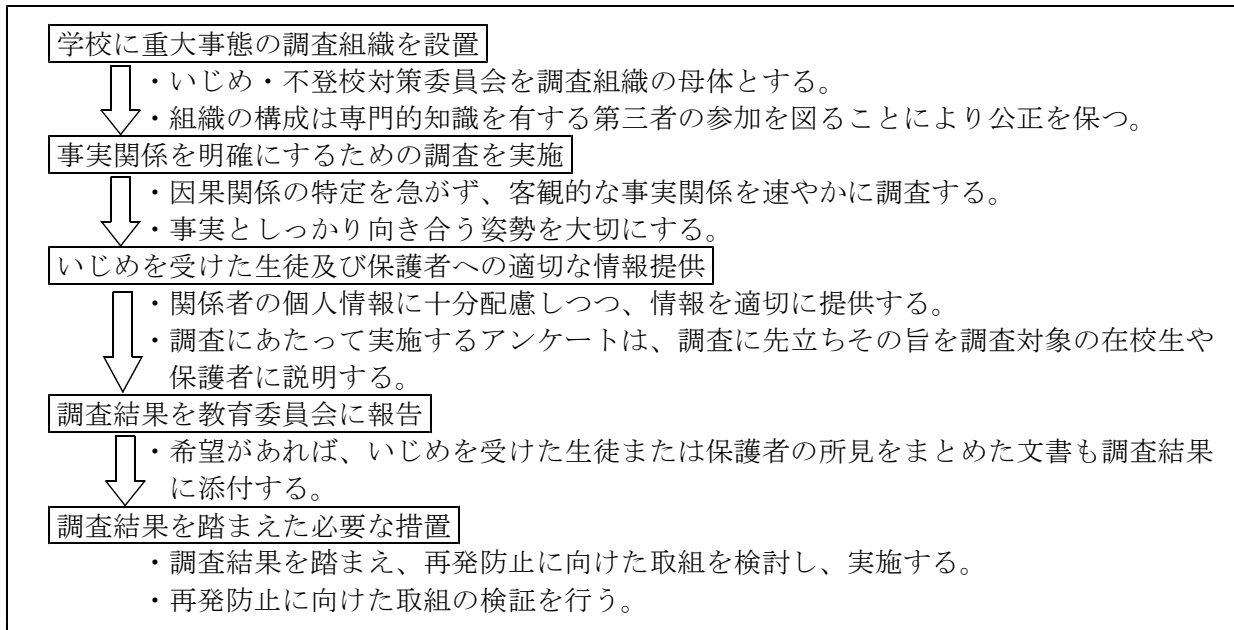 学校に重大事態の調査組織を設置
・いじめ・不登校対策委員会を調査組織の母体とする。
・組織の構成は専門的知識を有する第三者の参加を図ることにより公正を保つ。
事実関係を明確にするための調査を実施
・因果関係の特定を急がず、客観的な事実関係を速やかに調査する。
・事実としっかり向き合う姿勢を大切にする。
いじめを受けた生徒及び保護者への適切な情報提供
・関係者の個人情報に十分配慮しつつ、情報を適切に提供する。
・調査にあたって実施するアンケートは、調査に先立ちその旨を調査対象の在校生や
保護者に説明する。
調査結果を教育委員会に報告
・希望があれば、いじめを受けた生徒または保護者の所見をまとめた文書も調査結果
に添付する。
調査結果を踏まえた必要な措置
・調査結果を踏まえ、再発防止に向けた取組を検討し、実施する。
・再発防止に向けた取組の検証を行う。